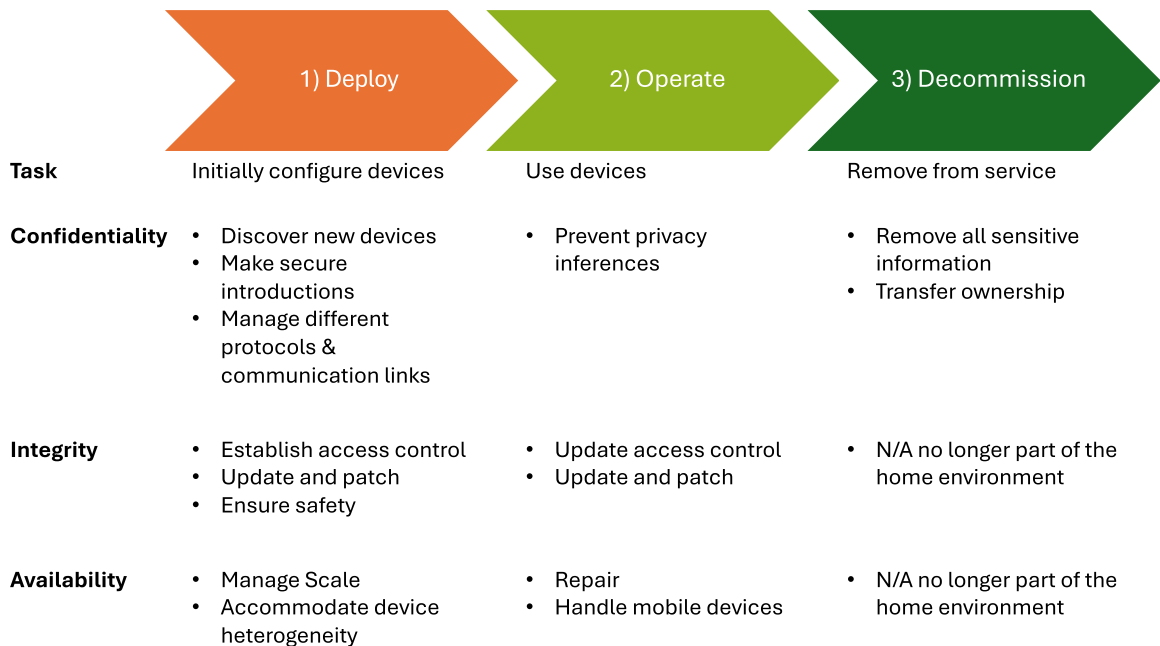 1) Deploy
2) Operate
3) Decommission
Task
Initially configure devices
Use devices
Remove from service
Confidentiality
• Discover new devices
• Make secure
introductions
• Manage different
protocols &
communication links
• Prevent privacy
inferences
• Remove all sensitive
information
• Transfer ownership
Integrity
• Establish access control
• Update and patch
• Ensure safety
• Update access control
• Update and patch
• N/A no longer part of the
home environment
Availability
• Manage Scale
• Accommodate device
heterogeneity
• Repair
• Handle mobile devices
• N/A no longer part of the
home environment